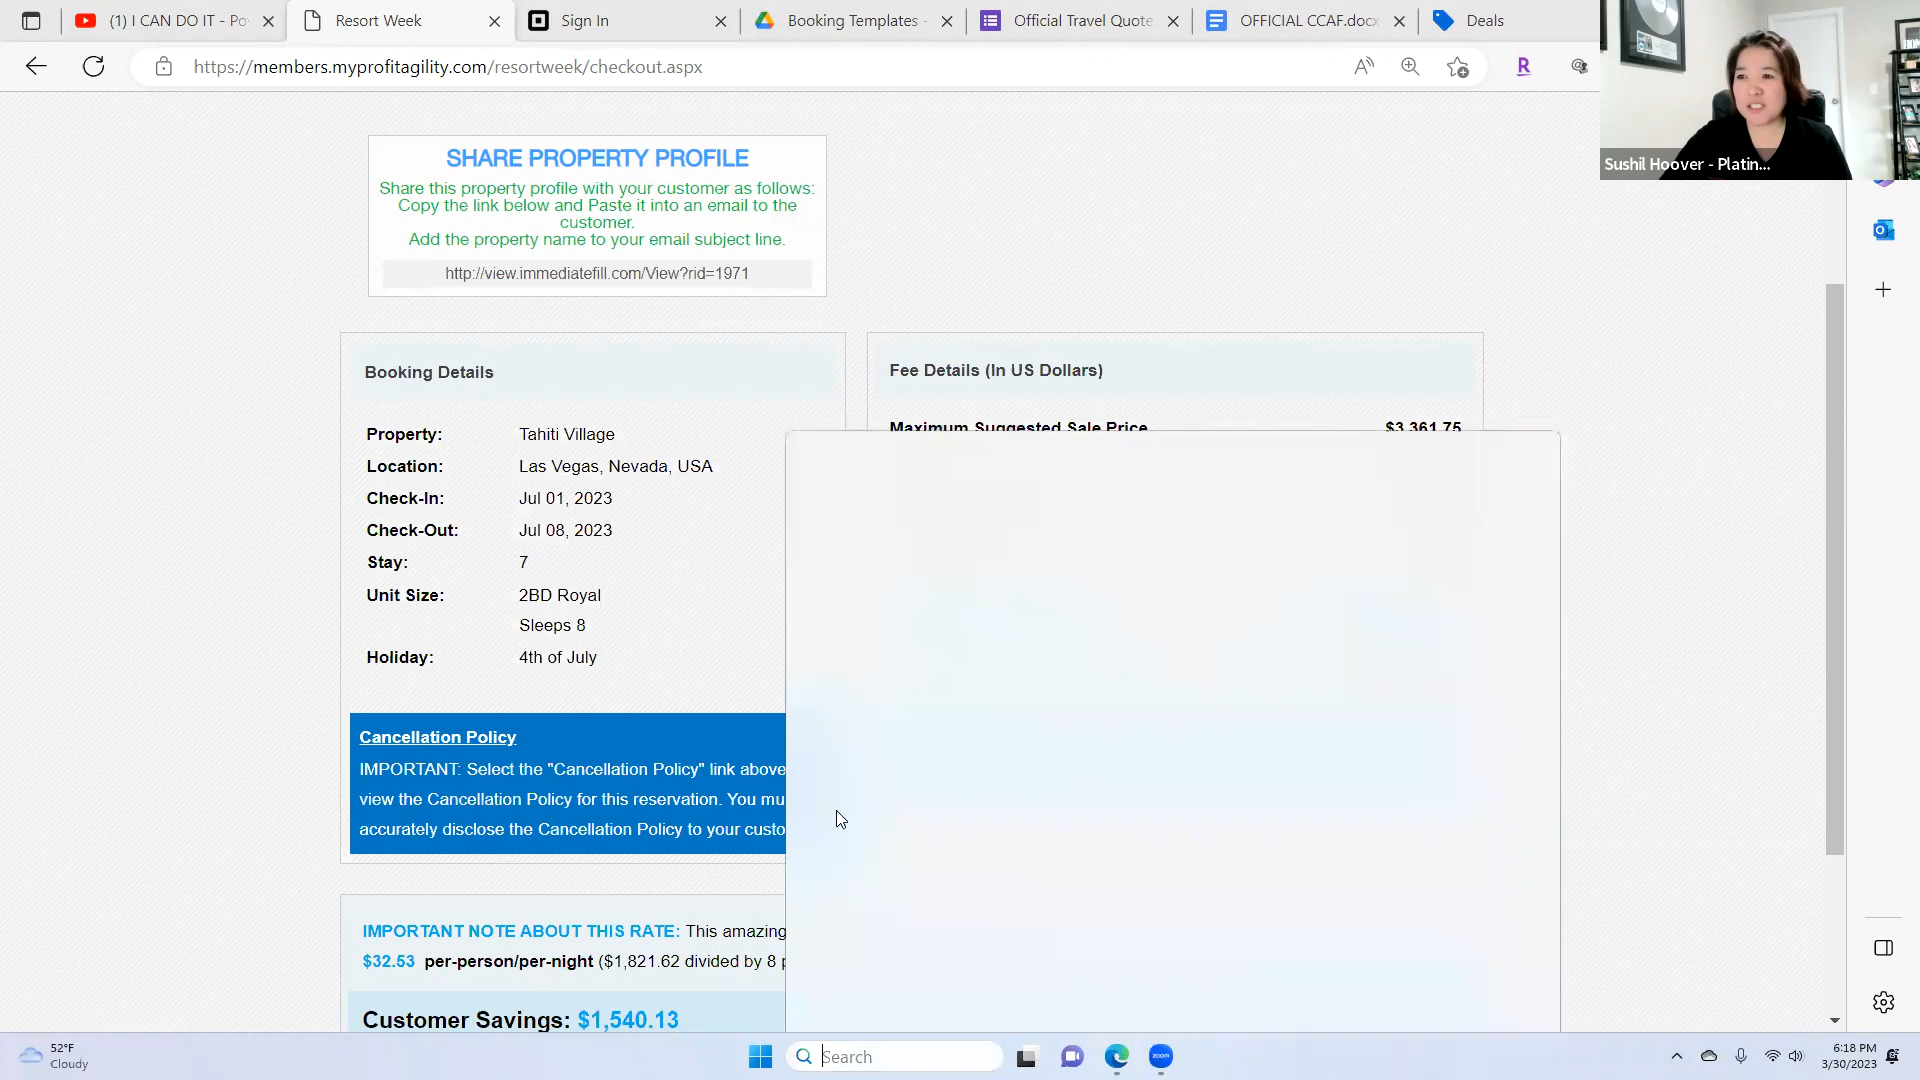 (1) I CAN DO IT - Po
Resort Week
Sign In
Booking Templates -
Official Travel Quote
OFFICIAL CCAF.docx
Deals
https://members.myprofitagility.com/resortweek/checkout.aspx
Sushil Hoover - Platin...
SHARE PROPERTY PROFILE
Share this property profile with your customer as follows:
Copy the link below and Paste it into an email to the
customer.
Add the property name to your email subject line.
http://view.immediatefill.com/View?rid=1971
Booking Details
Property: Tahiti Village
Location: Las Vegas, Nevada, USA
Check-In: Jul 01, 2023
Check-Out: Jul 08, 2023
Stay: 7
Unit Size: 2BD Royal
Sleeps 8
Holiday: 4th of July
Fee Details (In US Dollars)
Maximum Suggested Sale Price $3,361.75
Cancellation Policy
IMPORTANT: Select the "Cancellation Policy" link above
view the Cancellation Policy for this reservation. You mu
accurately disclose the Cancellation Policy to your custo
IMPORTANT NOTE ABOUT THIS RATE: This amazing
$32.53 per-person/per-night ($1,821.62 divided by 8 p
Customer Savings: $1,540.13
52°F
Cloudy
Search
zoom
6:18 PM
3/30/2023